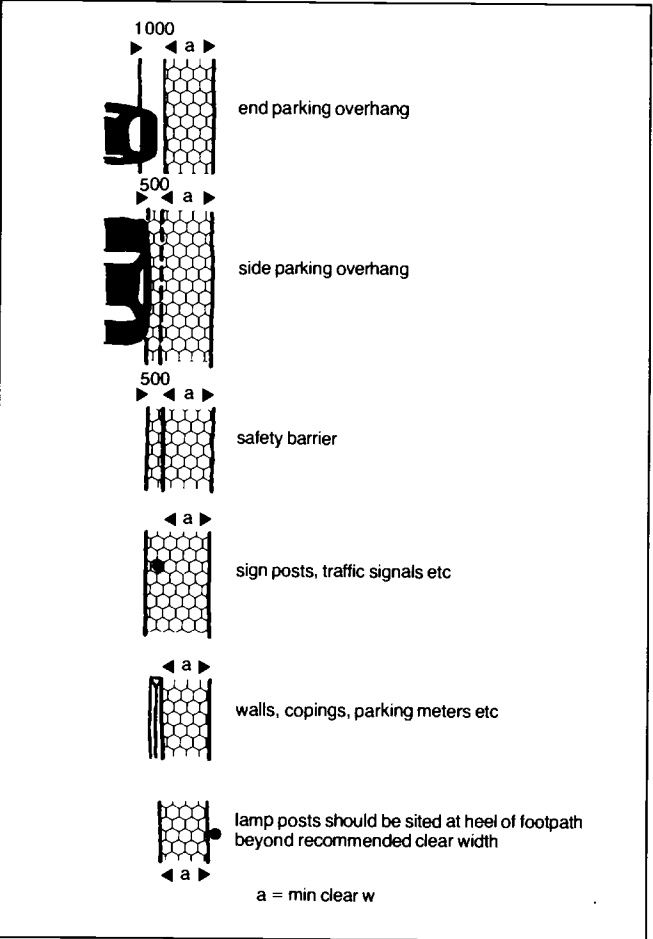 1000
a
end parking overhang
500
a
side parking overhang
500
a
safety barrier
a
sign posts, traffic signals etc
a
walls, copings, parking meters etc
lamp posts should be sited at heel of footpath
beyond recommended clear width
a
a = min clear w